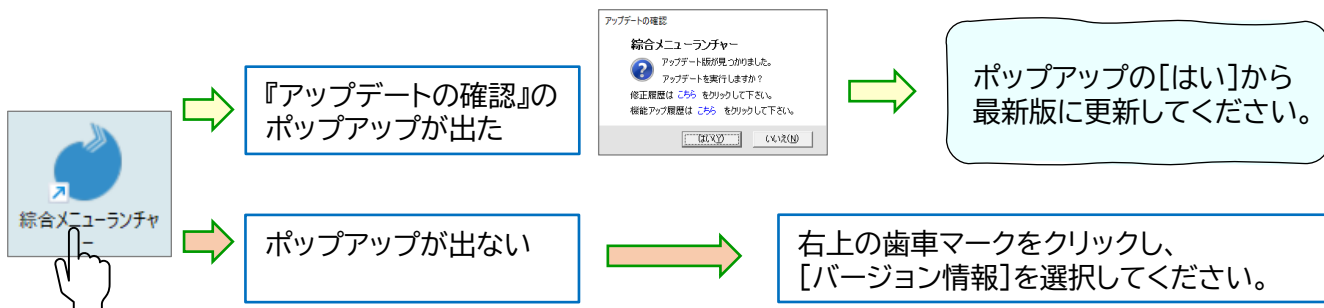 綜合メニューランチャ
ー
『アップデートの確認』の
ポップアップが出た
アップデートの確認
綜合メニューランチャー
アップデート版が見つかりました。
アップデートを実行しますか？
修正履歴は こちら をクリックして下さい。
機能アップ履歴は こちら をクリックして下さい。
はい(Y) いいえ(N)
ポップアップの[はい]から
最新版に更新してください。
ポップアップが出ない
右上の歯車マークをクリックし、
[バージョン情報]を選択してください。